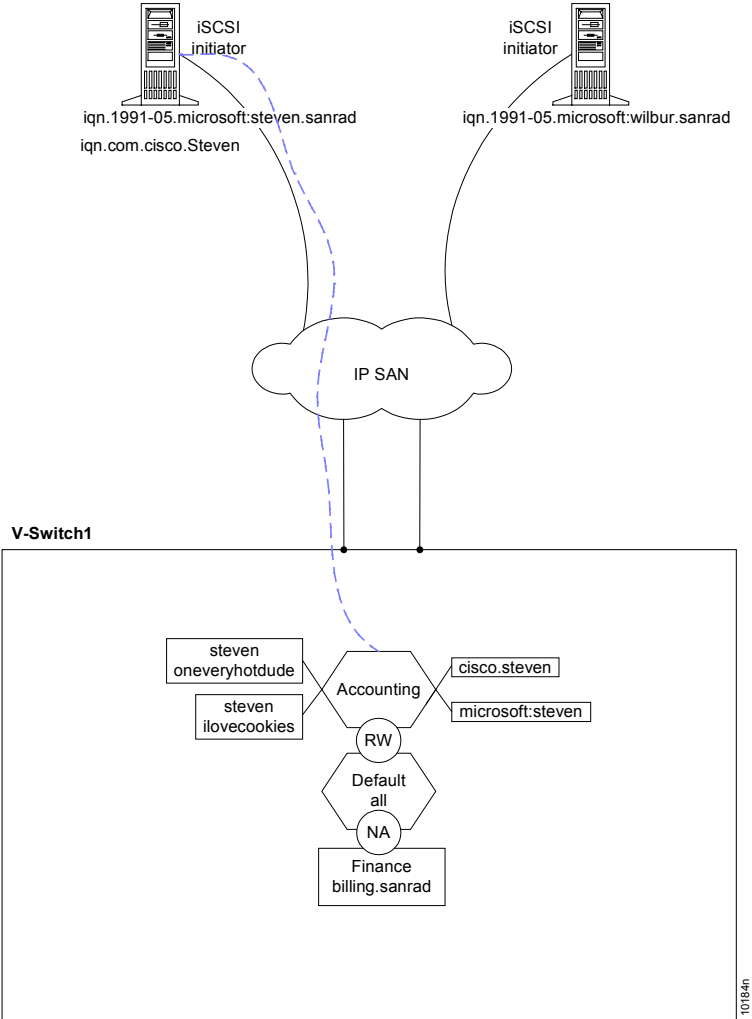 iSCSI
initiator
iSCSI
initiator
iqn.1991-05.microsoft:steven.sanrad
iqn.1991-05.microsoft:wilbur.sanrad
iqn.com.cisco.Steven
IP SAN
V-Switch1
steven
oneveryhotdude
steven
ilovecookies
Accounting
cisco.steven
microsoft:steven
RW
Default
all
NA
Finance
billing.sanrad
10184n